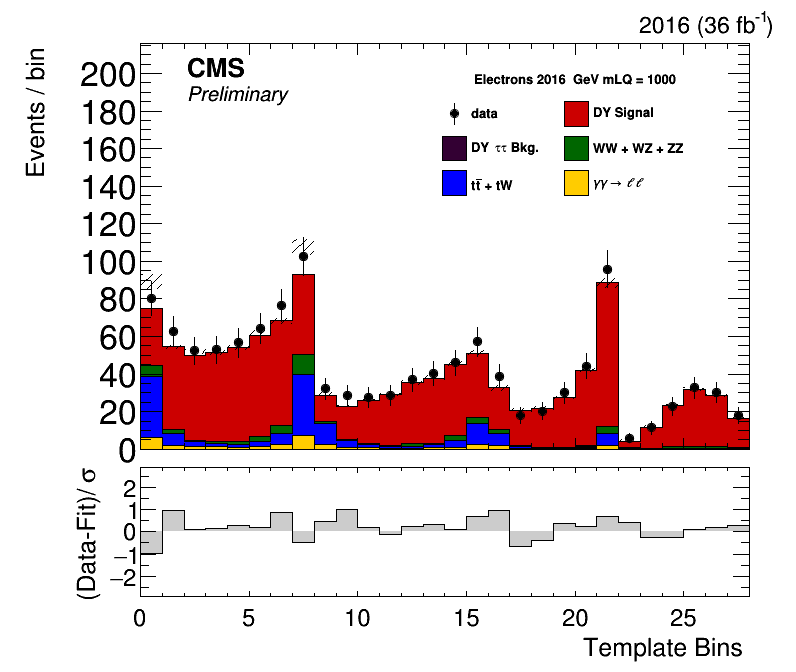 2016 (36 fb⁻¹)
CMS
Preliminary
Electrons 2016 GeV mLQ = 1000
data
DY Signal
DY ττ Bkg.
WW + WZ + ZZ
tt̅ + tW
γγ → ℓℓ
Events / bin
200
180
160
140
120
100
80
60
40
20
0
(Data-Fit)/ σ
2
1
0
−1
−2
0 5 10 15 20 25
Template Bins